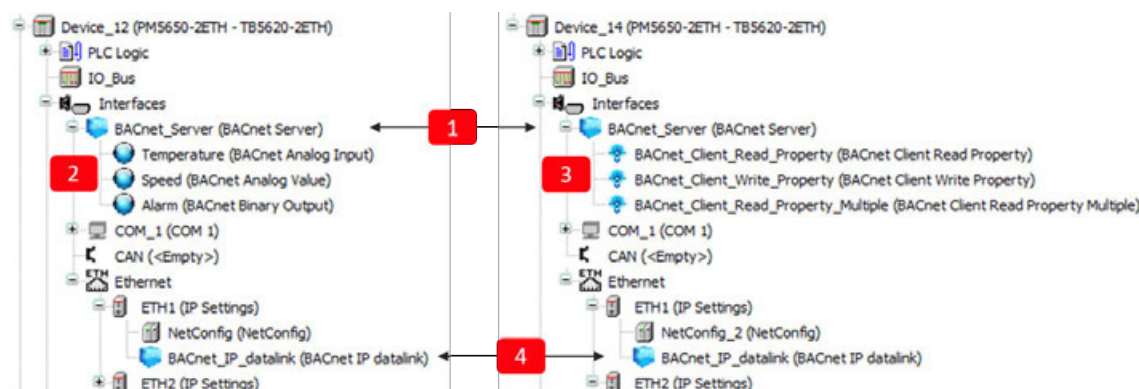 Device_12 (PM5650-2ETH - TB5620-2ETH)
PLC Logic
IO_Bus
Interfaces
BACnet_Server (BACnet Server)
Temperature (BACnet Analog Input)
Speed (BACnet Analog Value)
Alarm (BACnet Binary Output)
COM_1 (COM 1)
CAN (<Empty>)
ETH
Ethernet
ETH1 (IP Settings)
NetConfig (NetConfig)
BACnet_IP_datalink (BACnet IP datalink)
ETH2 (IP Settings)
1
2
3
4
Device_14 (PM5650-2ETH - TB5620-2ETH)
PLC Logic
IO_Bus
Interfaces
BACnet_Server (BACnet Server)
BACnet_Client_Read_Property (BACnet Client Read Property)
BACnet_Client_Write_Property (BACnet Client Write Property)
BACnet_Client_Read_Property_Multiple (BACnet Client Read Property Multiple)
COM_1 (COM 1)
CAN (<Empty>)
ETH
Ethernet
ETH1 (IP Settings)
NetConfig_2 (NetConfig)
BACnet_IP_datalink (BACnet IP datalink)
ETH2 (IP Settings)